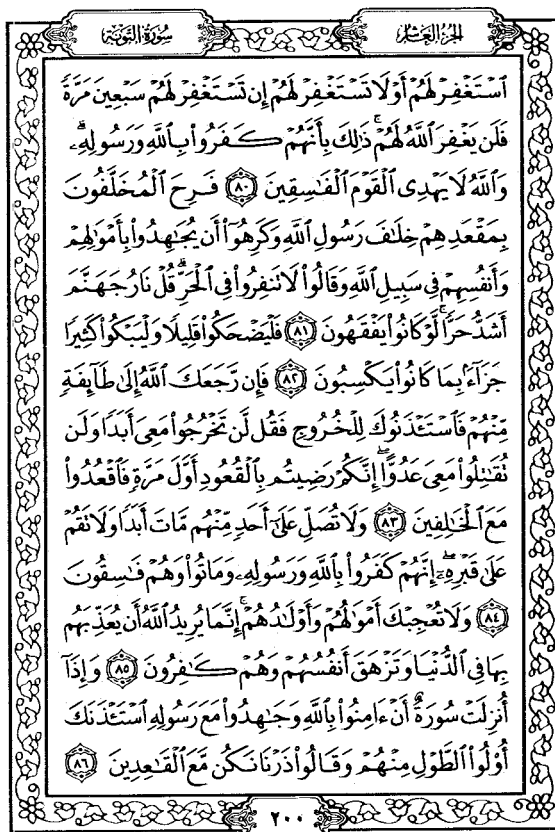 سُورَةُ التَّوْبَةِ
الجُزْءُ العَاشِرُ
ٱسۡتَغۡفِرۡ لَهُمۡ أَوۡ لَا تَسۡتَغۡفِرۡ لَهُمۡ إِن تَسۡتَغۡفِرۡ لَهُمۡ سَبۡعِينَ مَرَّةٗ
فَلَن يَغۡفِرَ ٱللَّهُ لَهُمۡۚ ذَٰلِكَ بِأَنَّهُمۡ كَفَرُواْ بِٱللَّهِ وَرَسُولِهِۦۗ
وَٱللَّهُ لَا يَهۡدِي ٱلۡقَوۡمَ ٱلۡفَٰسِقِينَ ٨٠ فَرِحَ ٱلۡمُخَلَّفُونَ
بِمَقۡعَدِهِمۡ خِلَٰفَ رَسُولِ ٱللَّهِ وَكَرِهُوٓاْ أَن يُجَٰهِدُواْ بِأَمۡوَٰلِهِمۡ
وَأَنفُسِهِمۡ فِي سَبِيلِ ٱللَّهِ وَقَالُواْ لَا تَنفِرُواْ فِي ٱلۡحَرِّۗ قُلۡ نَارُ جَهَنَّمَ
أَشَدُّ حَرّٗاۚ لَّوۡ كَانُواْ يَفۡقَهُونَ ٨١ فَلۡيَضۡحَكُواْ قَلِيلٗا وَلۡيَبۡكُواْ كَثِيرٗا
جَزَآءَۢ بِمَا كَانُواْ يَكۡسِبُونَ ٨٢ فَإِن رَّجَعَكَ ٱللَّهُ إِلَىٰ طَآئِفَةٖ
مِّنۡهُمۡ فَٱسۡتَـٔۡذَنُوكَ لِلۡخُرُوجِ فَقُل لَّن تَخۡرُجُواْ مَعِيَ أَبَدٗا وَلَن
تُقَٰتِلُواْ مَعِيَ عَدُوًّاۖ إِنَّكُمۡ رَضِيتُم بِٱلۡقُعُودِ أَوَّلَ مَرَّةٖ فَٱقۡعُدُواْ
مَعَ ٱلۡخَٰلِفِينَ ٨٣ وَلَا تُصَلِّ عَلَىٰٓ أَحَدٖ مِّنۡهُم مَّاتَ أَبَدٗا وَلَا تَقُمۡ
عَلَىٰ قَبۡرِهِۦٓۖ إِنَّهُمۡ كَفَرُواْ بِٱللَّهِ وَرَسُولِهِۦ وَمَاتُواْ وَهُمۡ فَٰسِقُونَ
٨٤ وَلَا تُعۡجِبۡكَ أَمۡوَٰلُهُمۡ وَأَوۡلَٰدُهُمۡۚ إِنَّمَا يُرِيدُ ٱللَّهُ أَن يُعَذِّبَهُم
بِهَا فِي ٱلدُّنۡيَا وَتَزۡهَقَ أَنفُسُهُمۡ وَهُمۡ كَٰفِرُونَ ٨٥ وَإِذَآ
أُنزِلَتۡ سُورَةٌ أَنۡ ءَامِنُواْ بِٱللَّهِ وَجَٰهِدُواْ مَعَ رَسُولِهِ ٱسۡتَـٔۡذَنَكَ
أُوْلُواْ ٱلطَّوۡلِ مِنۡهُمۡ وَقَالُواْ ذَرۡنَا نَكُن مَّعَ ٱلۡقَٰعِدِينَ ٨٦
٢٠٠